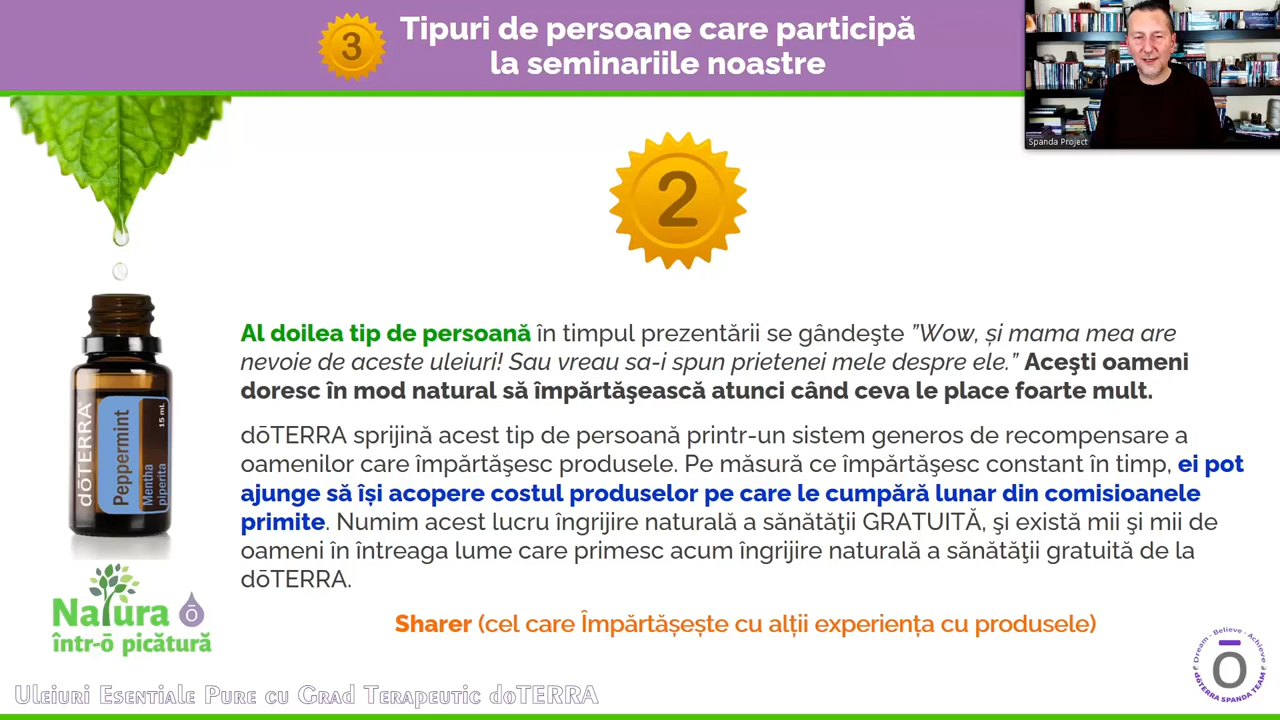 3
Tipuri de persoane care participă
la seminariile noastre
Spanda Project
2
Al doilea tip de persoană în timpul prezentării se gândeşte ”Wow, și mama mea are
nevoie de aceste uleiuri! Sau vreau sa-i spun prietenei mele despre ele.” Aceşti oameni
doresc în mod natural să împărtăşească atunci când ceva le place foarte mult.
dōTERRA sprijină acest tip de persoană printr-un sistem generos de recompensare a
oamenilor care împărtăşesc produsele. Pe măsură ce împărtăşesc constant în timp, ei pot
ajunge să își acopere costul produselor pe care le cumpără lunar din comisioanele
primite. Numim acest lucru îngrijire naturală a sănătăţii GRATUITĂ, şi există mii şi mii de
oameni în întreaga lume care primesc acum îngrijire naturală a sănătăţii gratuită de la
dōTERRA.
Sharer (cel care Împărtășește cu alții experiența cu produsele)
dōTERRA
Peppermint
Mentha
piperita
15 mL
Natura ō
într-ō picătură
Uleiuri Esentiale Pure cu Grad Terapeutic doTERRA
Dream - Believe - Achieve
Ō
dōTERRA SPANDA TEAM